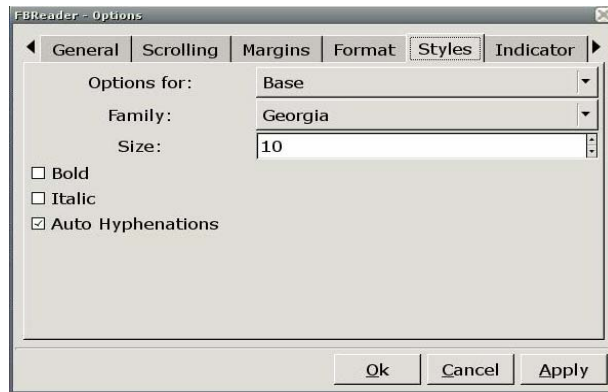 FBReader - Options
General Scrolling Margins Format Styles Indicator
Options for: Base
Family: Georgia
Size: 10
Bold
Italic
Auto Hyphenations
Ok Cancel Apply